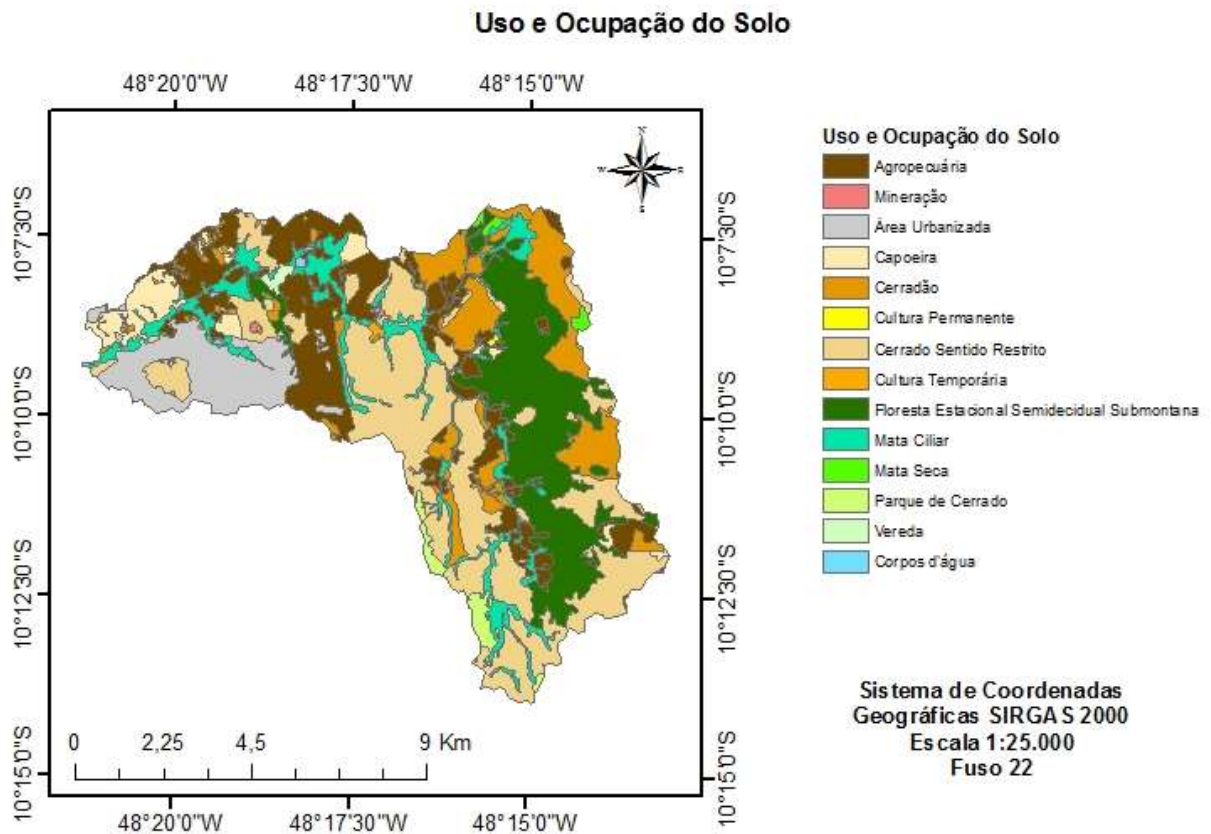 Uso e Ocupação do Solo
48°20'0"W 48°17'30"W 48°15'0"W
N
W
S
10°7'30"S
10°10'0"S
10°12'30"S
10°15'0"S
10°7'30"S
10°10'0"S
10°12'30"S
10°15'0"S
0 2,25 4,5 9 Km
48°20'0"W 48°17'30"W 48°15'0"W
Uso e Ocupação do Solo
Agropecuária
Mineração
Área Urbanizada
Capoeira
Cerradão
Cultura Permanente
Cerrado Sentido Restrito
Cultura Temporária
Floresta Estacional Semidecidual Submontana
Mata Ciliar
Mata Seca
Parque de Cerrado
Vereda
Corpos d'água
Sistema de Coordenadas
Geográficas SIRGAS 2000
Escala 1:25.000
Fuso 22